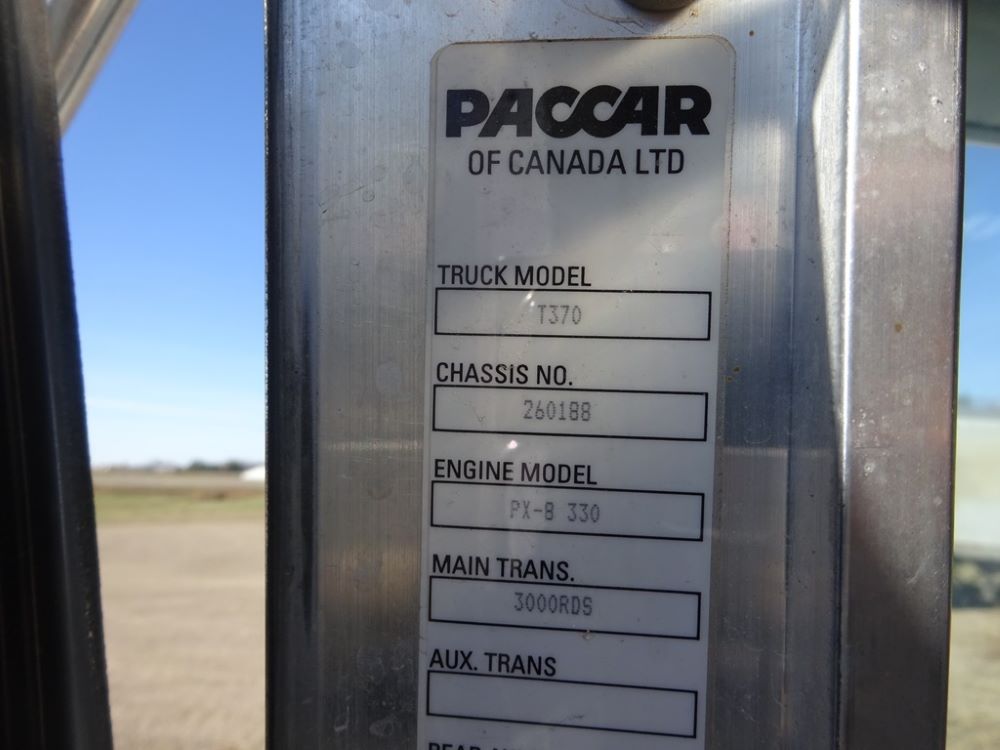 PACCAR
OF CANADA LTD
TRUCK MODEL
T370
CHASSIS NO.
260188
ENGINE MODEL
PX-8 330
MAIN TRANS.
3000RDS
AUX. TRANS